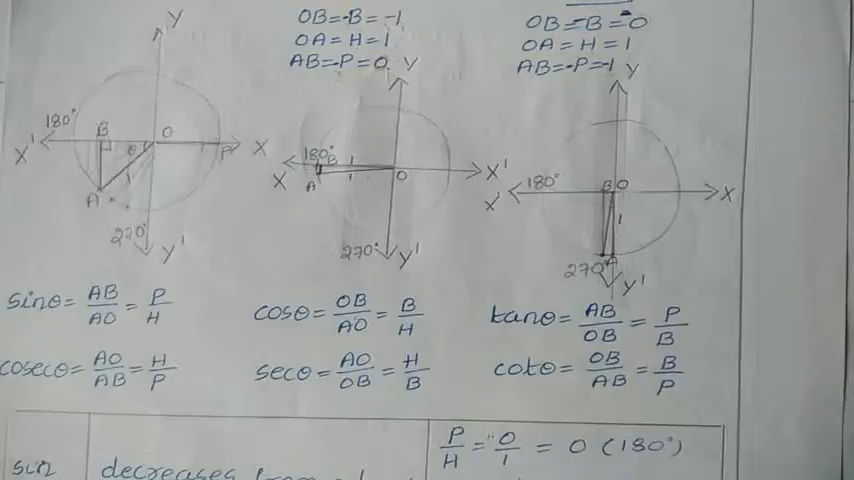 OB=-B=-1
OA=H=1
AB=-P=0
OB=-B=0
OA=H=1
AB=-P=-1
Y
180°
B
O
X'
θ
1
P
X
A
270°
Y'
Y
180°
B
1
X
A
1
O
X'
270°
Y'
Y
180°
B
O
X'
X
1
A
270°
Y'
sinθ= AB/AO = P/H
cosθ= OB/AO = B/H
tanθ= AB/OB = P/B
cosecθ= AO/AB = H/P
secθ= AO/OB = H/B
cotθ= OB/AB = B/P
P/H = 0/1 = 0 (180°)
sin
decreases from